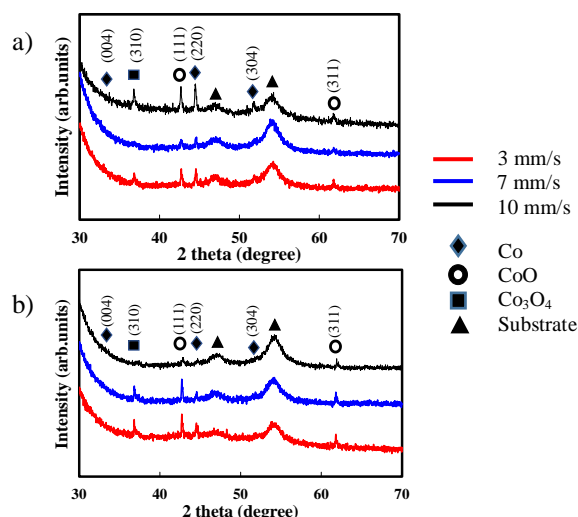 a)
Intensity (arb.units)
(004)
(310)
(111)
(220)
(304)
(311)
30 40 50 60 70
2 theta (degree)
3 mm/s
7 mm/s
10 mm/s
Co
CoO
Co₃O₄
Substrate
b)
Intensity (arb.units)
(004)
(310)
(111)
(220)
(304)
(311)
30 40 50 60 70
2 theta (degree)